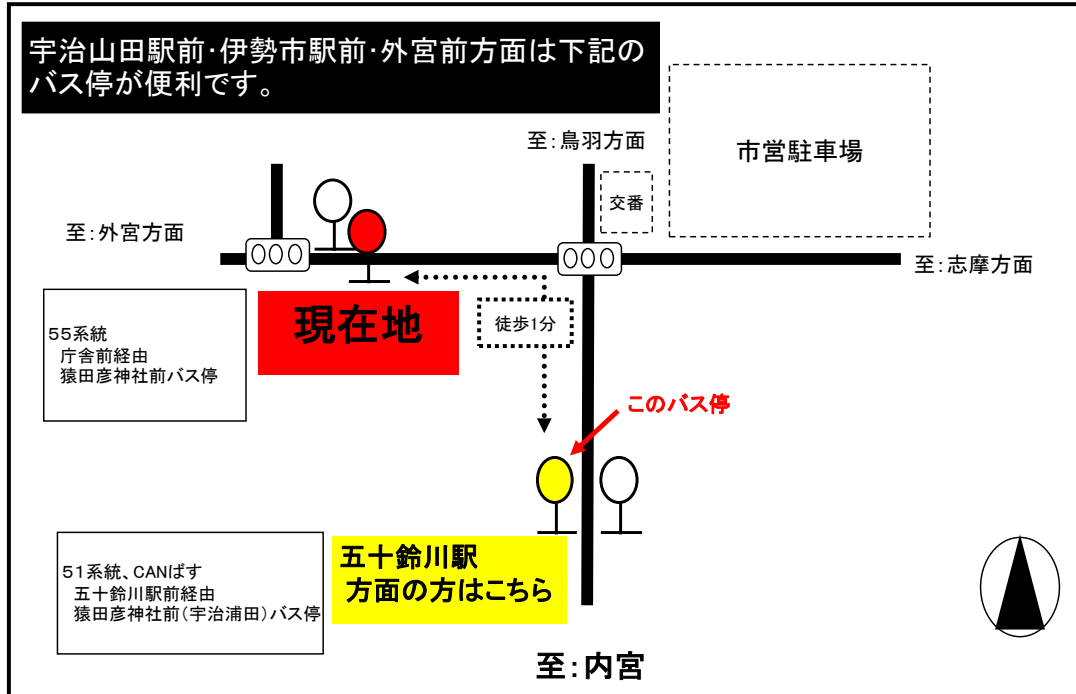 宇治山田駅前･伊勢市駅前･外宮前方面は下記の
バス停が便利です。
至：鳥羽方面
市営駐車場
交番
至：外宮方面
至：志摩方面
現在地
徒歩1分
55系統
庁舎前経由
猿田彦神社前バス停
このバス停
51系統、CANばす
五十鈴川駅前経由
猿田彦神社前（宇治浦田）バス停
五十鈴川駅
方面の方はこちら
至：内宮